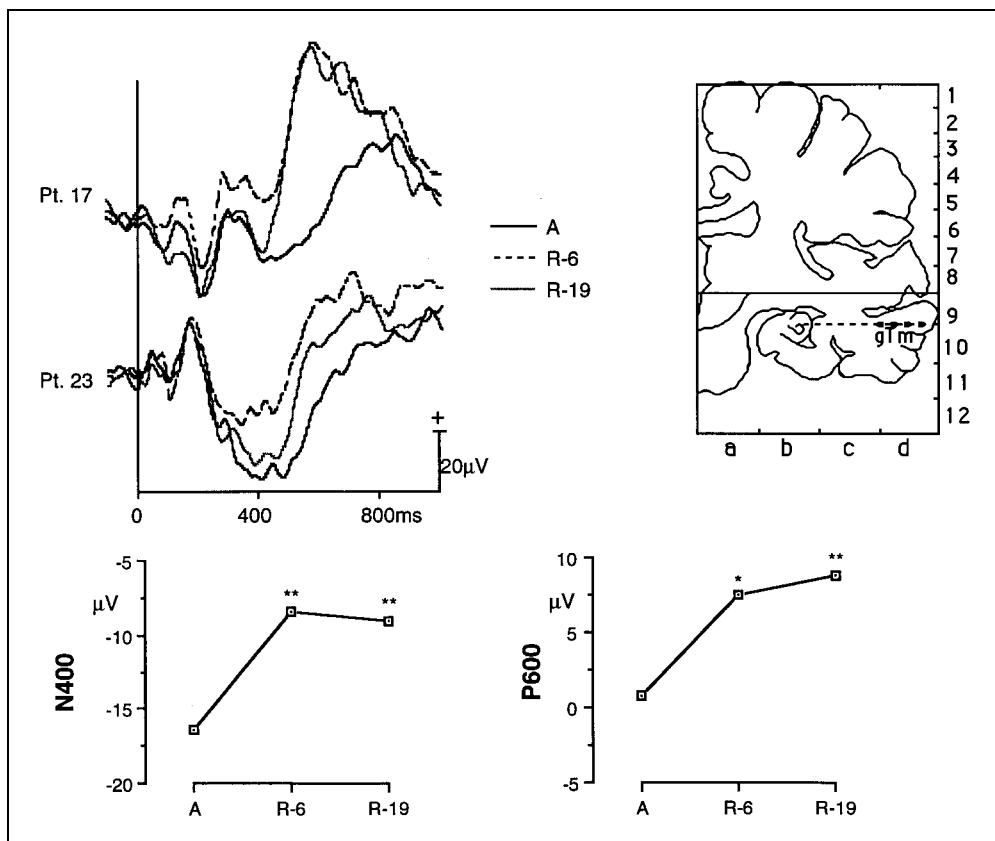 Pt. 17
A
R-6
R-19
Pt. 23
+
20μV
0 400 800ms
1
2
3
4
5
6
7
8
9
gTm
10
11
12
a b c d
-5
μV
-10
-15
-20
N400
** **
A R-6 R-19
10
μV
5
0
-5
P600
* **
A R-6 R-19